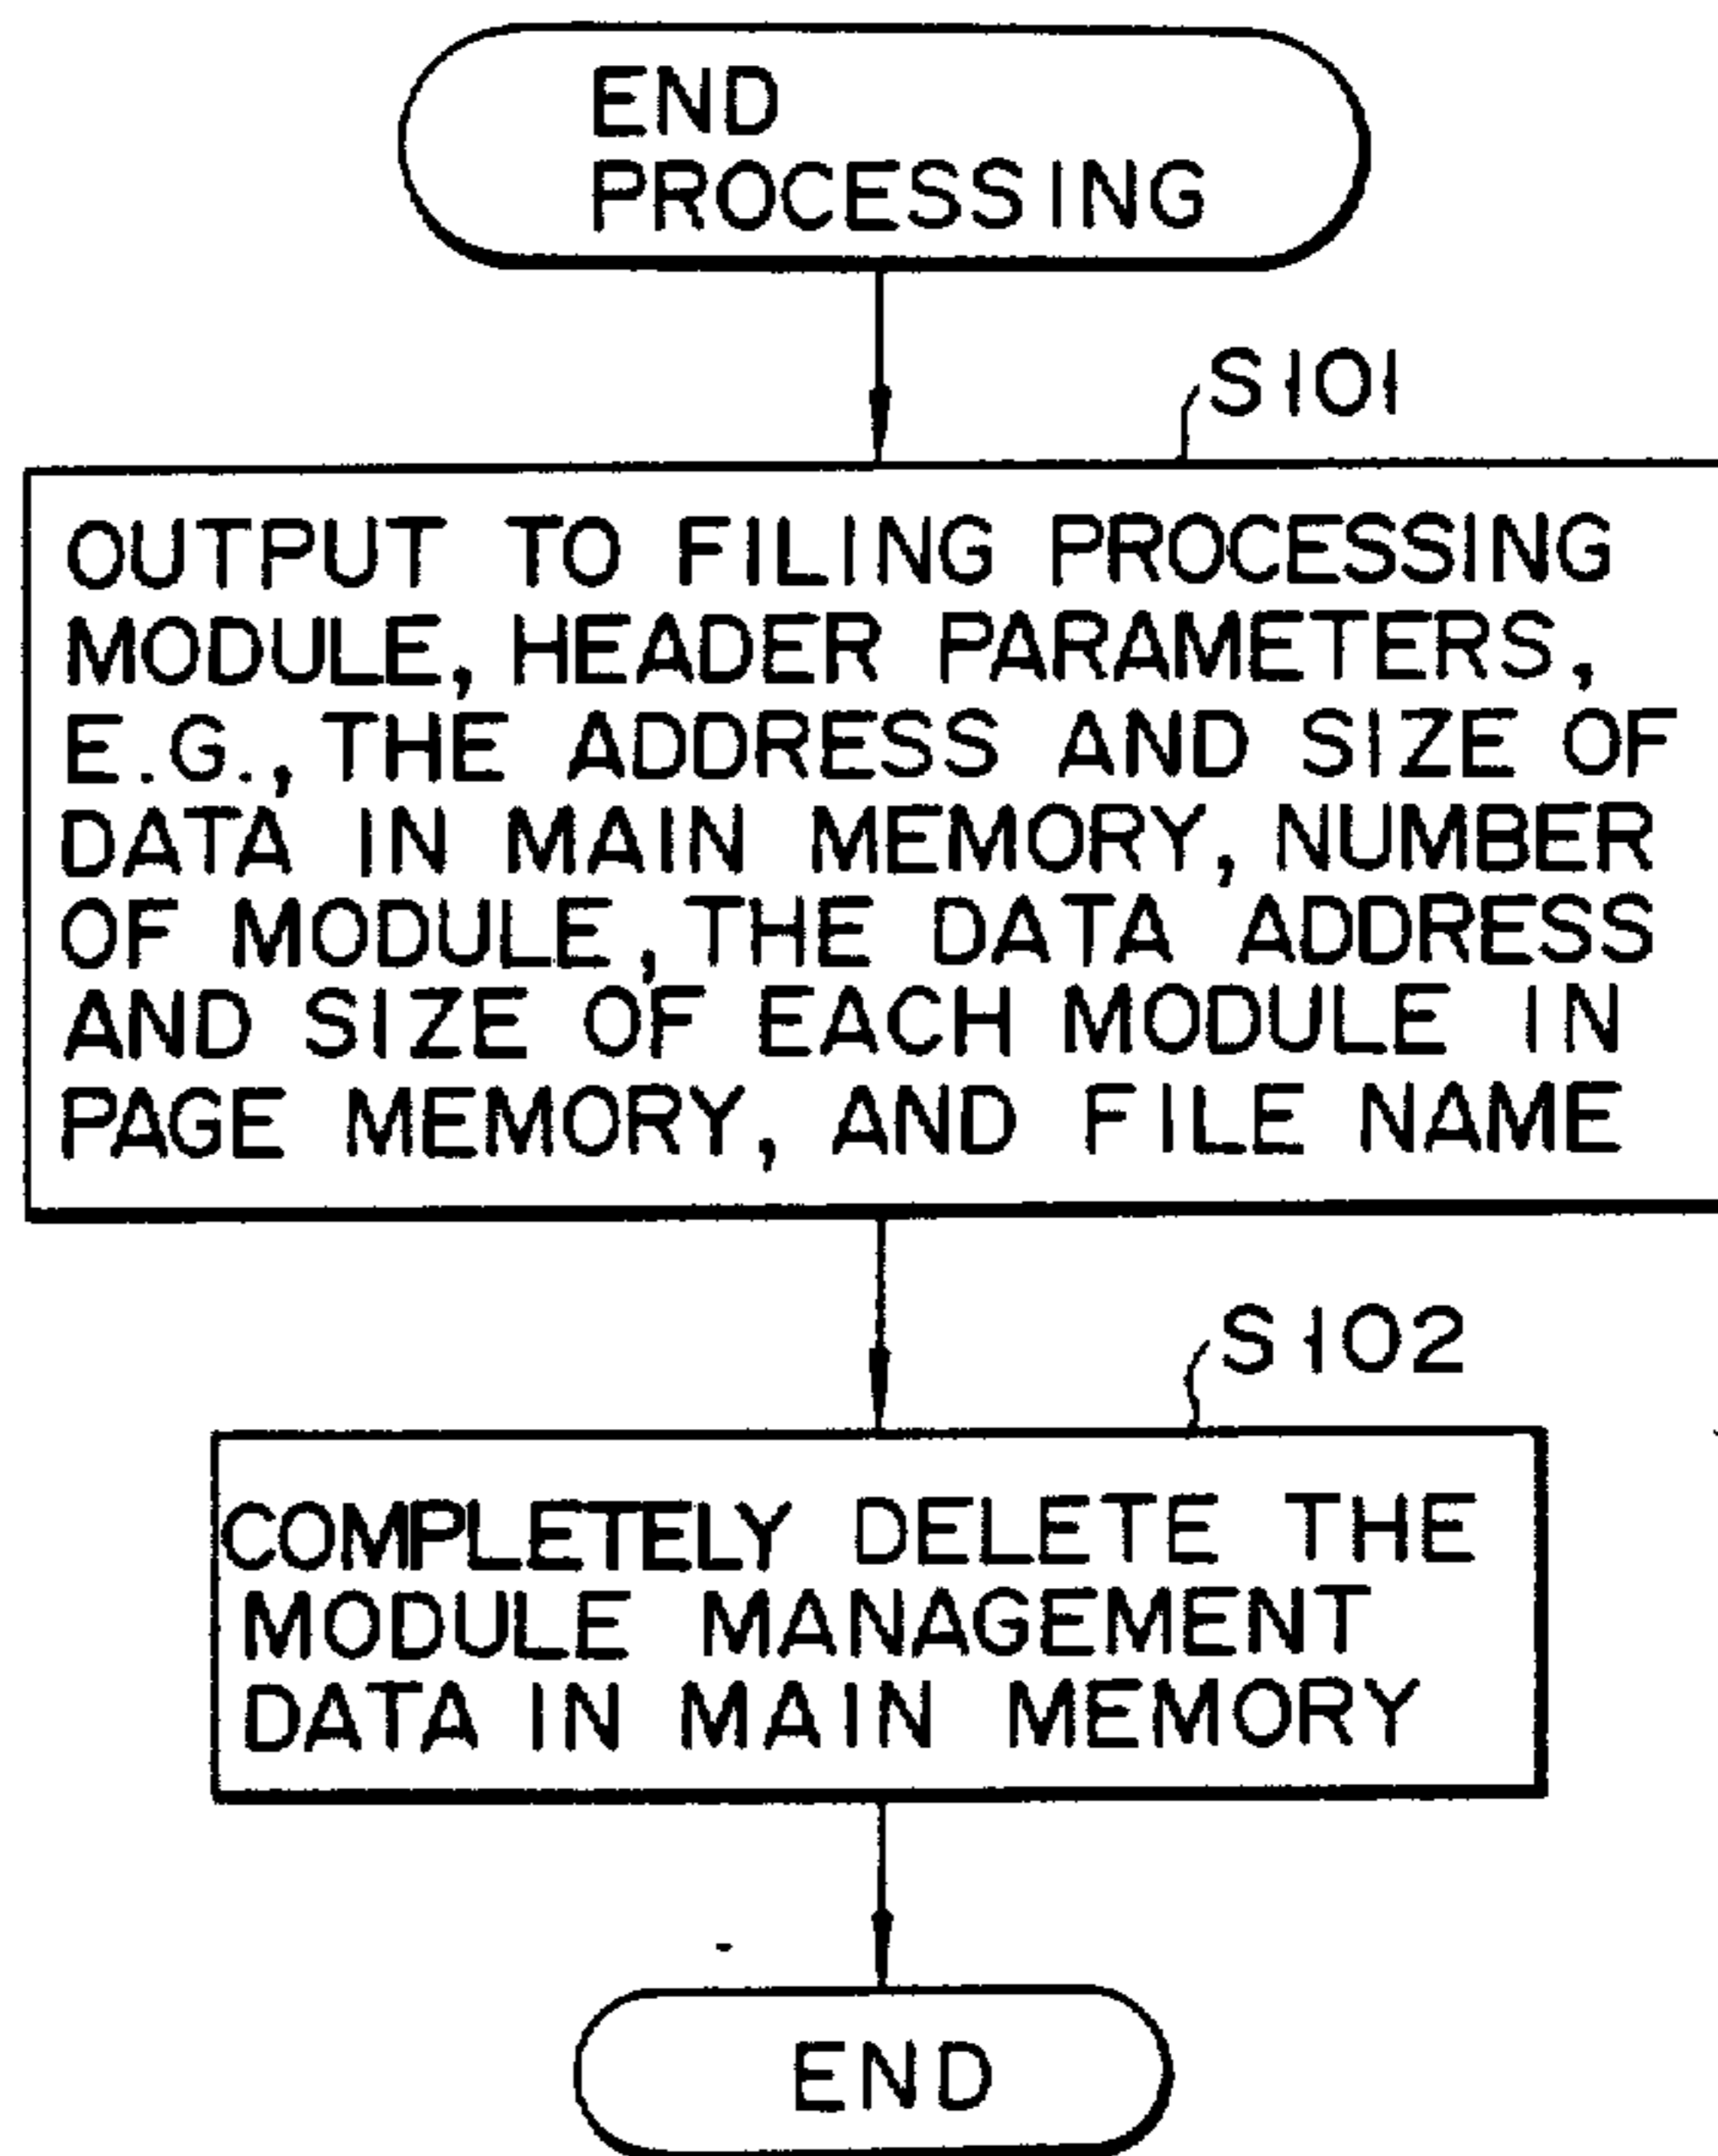 END
PROCESSING
S101
OUTPUT TO FILING PROCESSING
MODULE, HEADER PARAMETERS,
E.G., THE ADDRESS AND SIZE OF
DATA IN MAIN MEMORY, NUMBER
OF MODULE, THE DATA ADDRESS
AND SIZE OF EACH MODULE IN
PAGE MEMORY, AND FILE NAME
S102
COMPLETELY DELETE THE
MODULE MANAGEMENT
DATA IN MAIN MEMORY
END